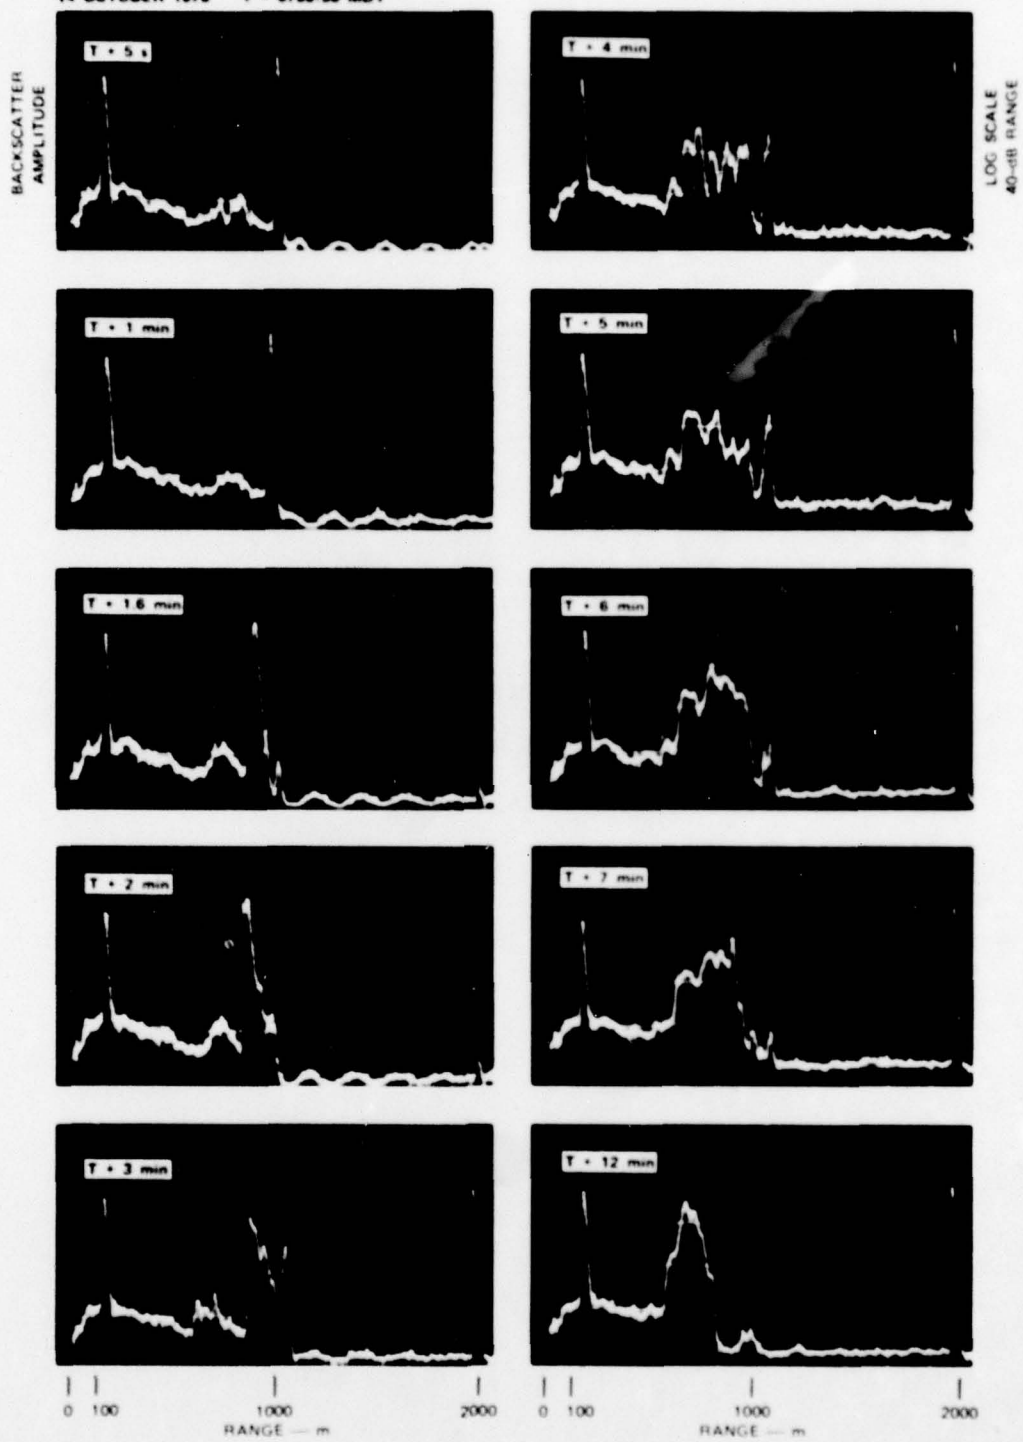 OCTOBER
BACKSCATTER
AMPLITUDE
T + 5 s
T + 1 min
T + 1.6 min
T + 2 min
T + 3 min
0 100 1000 2000
RANGE — m
T + 4 min
T + 5 min
T + 6 min
T + 7 min
T + 12 min
0 100 1000 2000
RANGE — m
LOG SCALE
40-dB RANGE